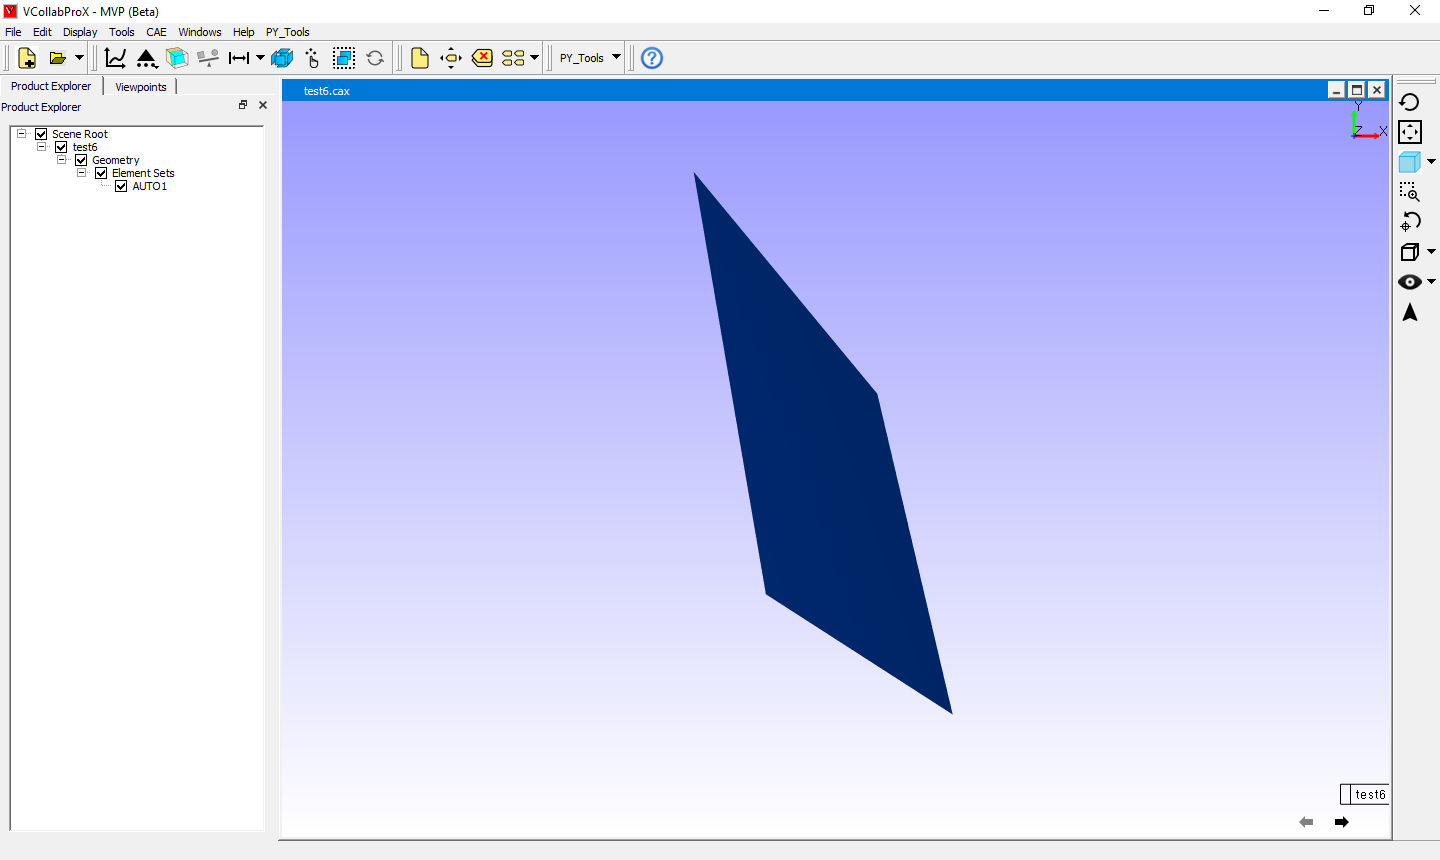 VCollabProX - MVP (Beta)
File Edit Display Tools CAE Windows Help PY_Tools
PY_Tools
Product Explorer Viewpoints
Product Explorer
test6.cax
Scene Root
test6
Geometry
Element Sets
AUTO1
Y
Z X
test6